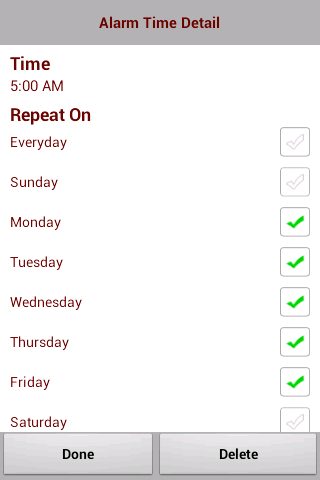 Alarm Time Detail
Time
5:00 AM
Repeat On
Everyday
Sunday
Monday
Tuesday
Wednesday
Thursday
Friday
Saturday
Done Delete